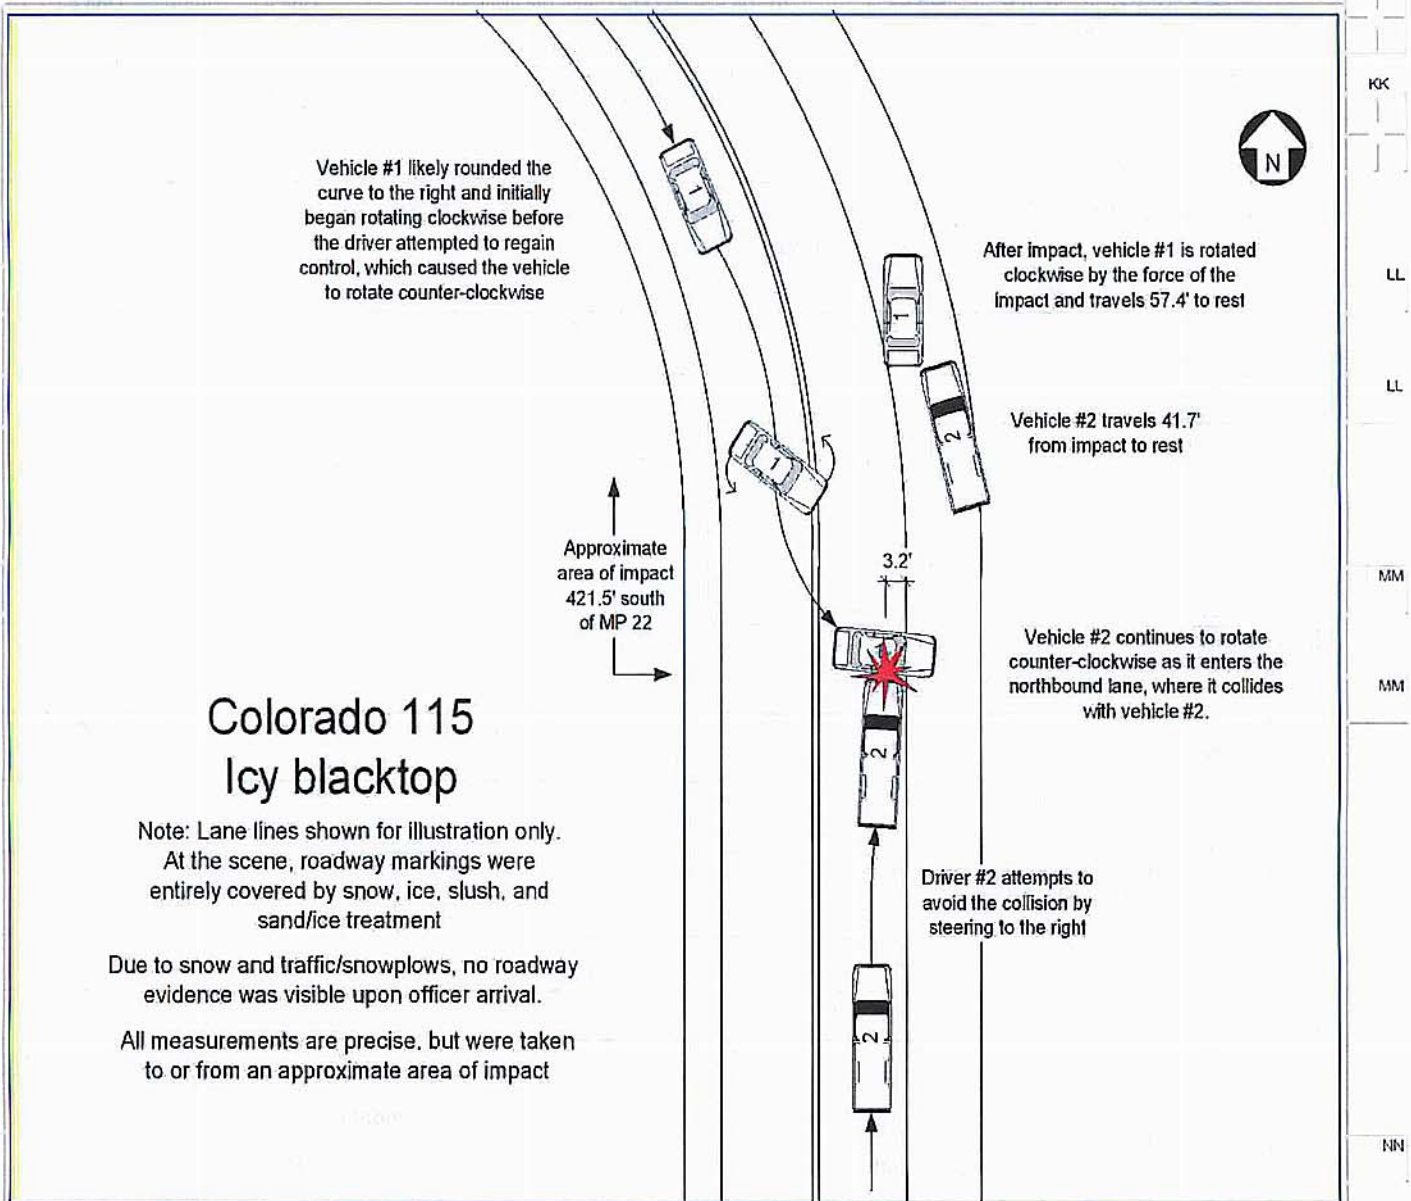 KK
Vehicle #1 likely rounded the
curve to the right and initially
began rotating clockwise before
the driver attempted to regain
control, which caused the vehicle
to rotate counter-clockwise
1
N
After impact, vehicle #1 is rotated
clockwise by the force of the
impact and travels 57.4' to rest
LL
1
LL
Vehicle #2 travels 41.7'
from impact to rest
2
1
Approximate
area of impact
421.5' south
of MP 22
3.2'
MM
Vehicle #2 continues to rotate
counter-clockwise as it enters the
northbound lane, where it collides
with vehicle #2.
MM
2
Colorado 115
Icy blacktop
Note: Lane lines shown for illustration only.
At the scene, roadway markings were
entirely covered by snow, ice, slush, and
sand/ice treatment
Due to snow and traffic/snowplows, no roadway
evidence was visible upon officer arrival.
All measurements are precise, but were taken
to or from an approximate area of impact
Driver #2 attempts to
avoid the collision by
steering to the right
2
NN